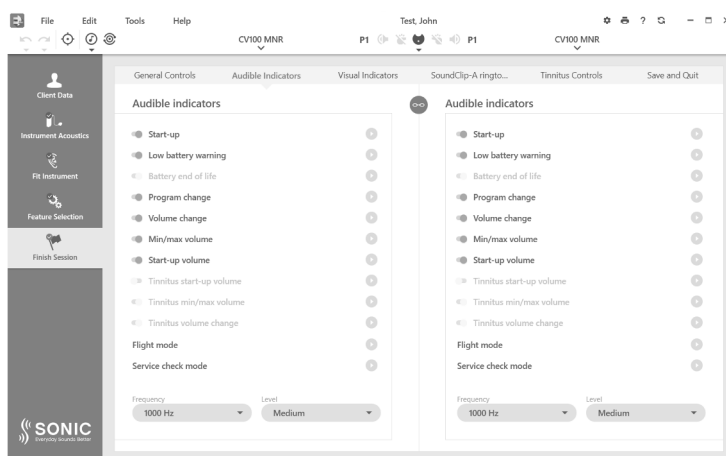 File Edit Tools Help Test, John ?
CV100 MNR P1 P1 CV100 MNR
Client Data
Instrument Acoustics
Fit Instrument
Feature Selection
Finish Session
General Controls Audible Indicators Visual Indicators SoundClip-A ringto... Tinnitus Controls Save and Quit
Audible indicators
Start-up
Low battery warning
Battery end of life
Program change
Volume change
Min/max volume
Start-up volume
Tinnitus start-up volume
Tinnitus min/max volume
Tinnitus volume change
Flight mode
Service check mode
Frequency Level
1000 Hz Medium
Audible indicators
Start-up
Low battery warning
Battery end of life
Program change
Volume change
Min/max volume
Start-up volume
Tinnitus start-up volume
Tinnitus min/max volume
Tinnitus volume change
Flight mode
Service check mode
Frequency Level
1000 Hz Medium
SONIC
Everyday Sounds Better